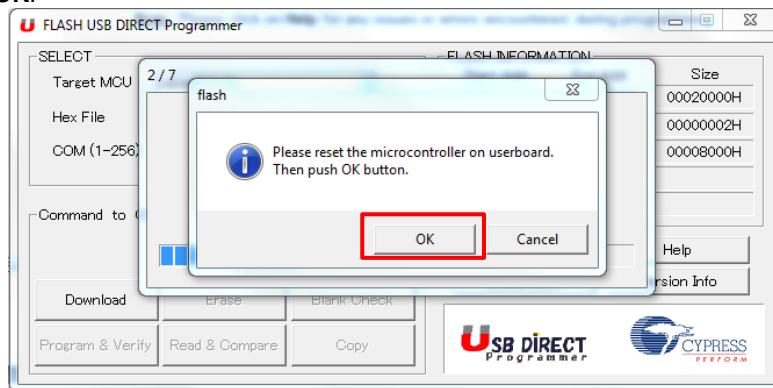 OK.
FLASH USB DIRECT Programmer
SELECT
FLASH INFORMATION
Target MCU
2 / 7
flash
Size
00020000H
Hex File
00000002H
COM (1-256)
Please reset the microcontroller on userboard.
Then push OK button.
00008000H
Command to
OK
Cancel
Help
rsion Info
Download
Erase
Blank Check
Program & Verify
Read & Compare
Copy
USB DIRECT
Programmer
CYPRESS
PERFORM